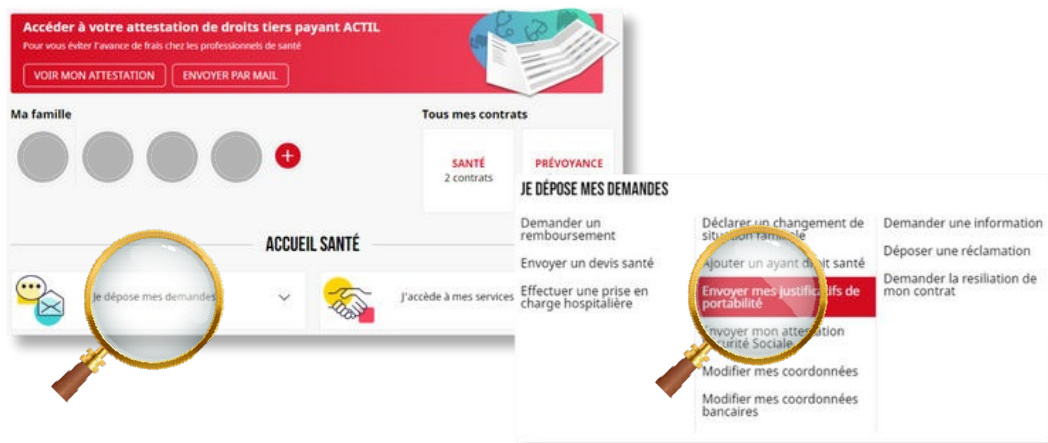 Accéder à votre attestation de droits tiers payant ACTIL
Pour vous éviter l'avance de frais chez les professionnels de santé
VOIR MON ATTESTATION
ENVOYER PAR MAIL
Ma famille
Tous mes contrats
SANTÉ
2 contrats
PRÉVOYANCE
ACCUEIL SANTÉ
Je dépose mes demandes
J'accède à mes services
JE DÉPOSE MES DEMANDES
Demander un
remboursement
Envoyer un devis santé
Effectuer une prise en
charge hospitalière
Déclarer un changement de
situation familiale
Ajouter un ayant droit santé
Envoyer mes justificatifs de
portabilité
Envoyer mon attestation
Sécurité Sociale
Modifier mes coordonnées
Modifier mes coordonnées
bancaires
Demander une information
Déposer une réclamation
Demander la resiliation de
mon contrat